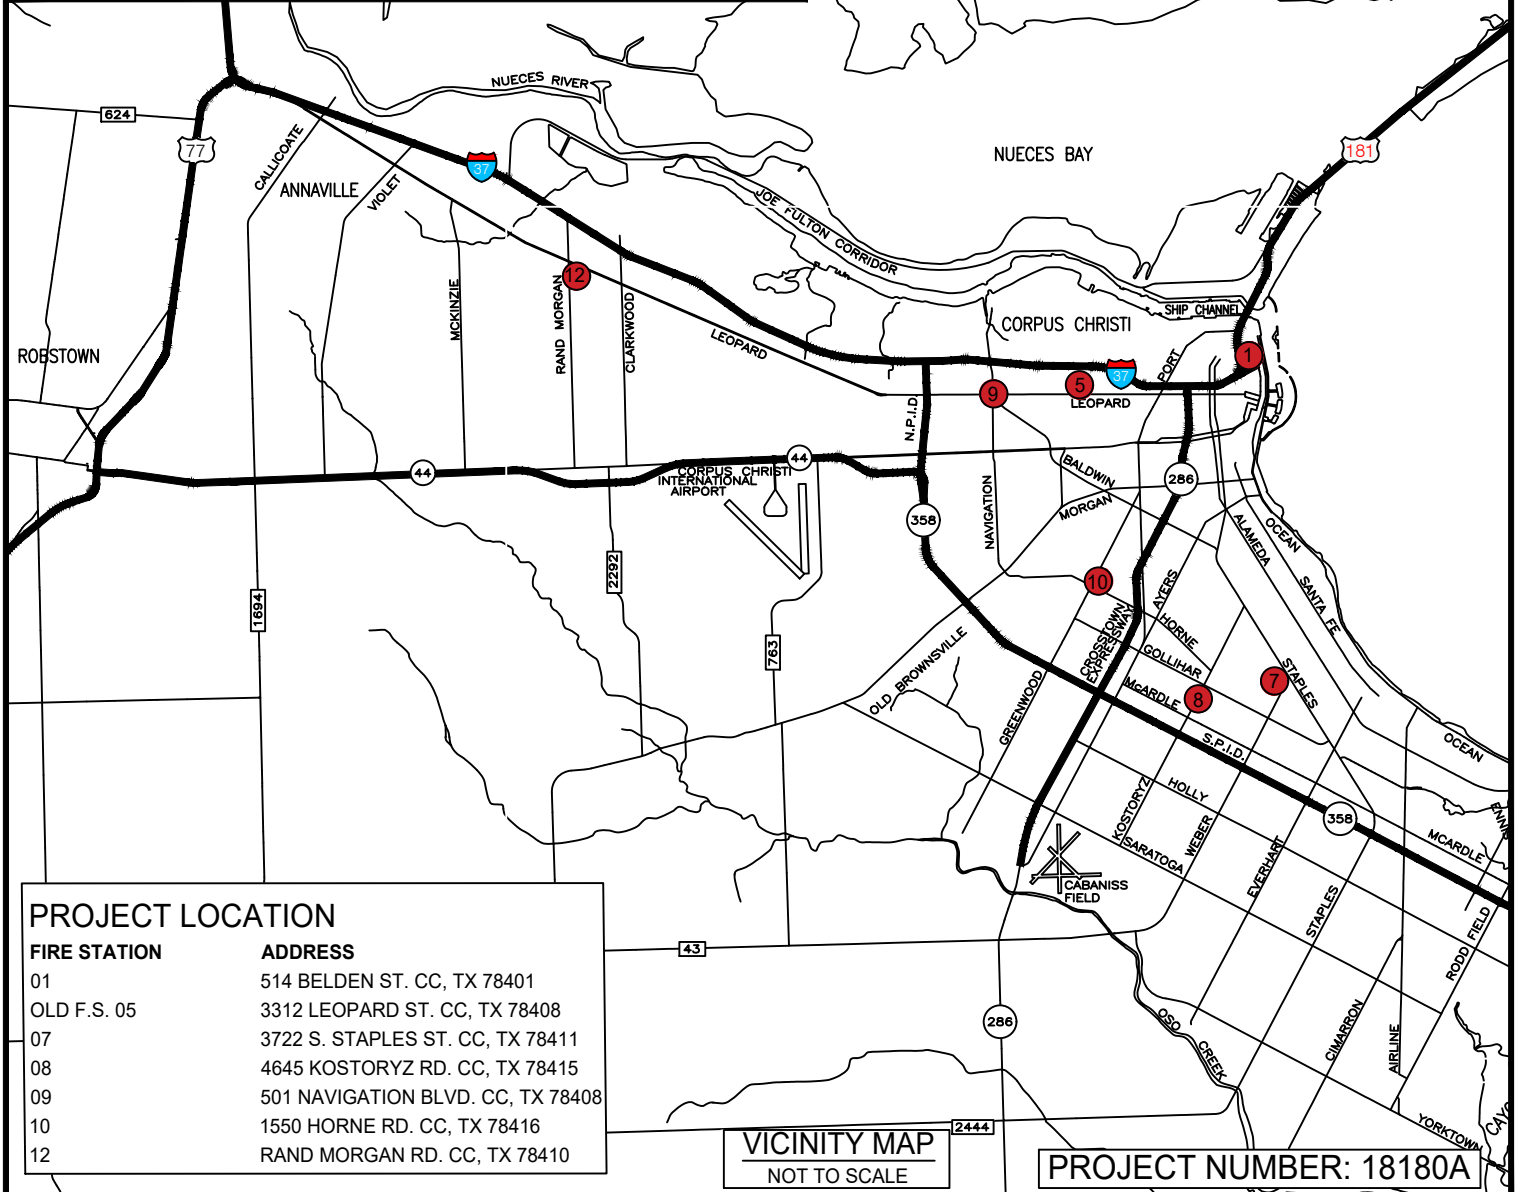 NUECES RIVER
624
77
CALLICOATE
ANNAVILLE
VIOLET
37
NUECES BAY
181
JOE FULTON CORRIDOR
12
MCKINZIE
RAND MORGAN
CLARKWOOD
LEOPARD
ROBSTOWN
SHIP CHANNEL
CORPUS CHRISTI
PORT
1
37
5
9
LEOPARD
N.P.I.D.
44
44
CORPUS CHRISTI
INTERNATIONAL
AIRPORT
BALDWIN
286
MORGAN
NAVIGATION
358
ALAMEDA
OCEAN
SANTA FE
2292
1694
763
10
AYERS
CROSSTOWN
EXPRESSWAY
HORNE
GOLLIHAR
STAPLES
OLD BROWNSVILLE
GREENWOOD
McARDLE
8
7
S.P.I.D.
OCEAN
KOSTORYZ
HOLLY
WEBER
SARATOGA
358
MCARDLE
EVERHART
STAPLES
CABANISS
FIELD
RODD FIELD
43
286
OSO
CREEK
CIMARRON
AIRLINE
YORKTOWN
2444
PROJECT LOCATION
FIRE STATION ADDRESS
01 514 BELDEN ST. CC, TX 78401
OLD F.S. 05 3312 LEOPARD ST. CC, TX 78408
07 3722 S. STAPLES ST. CC, TX 78411
08 4645 KOSTORYZ RD. CC, TX 78415
09 501 NAVIGATION BLVD. CC, TX 78408
10 1550 HORNE RD. CC, TX 78416
12 RAND MORGAN RD. CC, TX 78410
VICINITY MAP
NOT TO SCALE
PROJECT NUMBER: 18180A